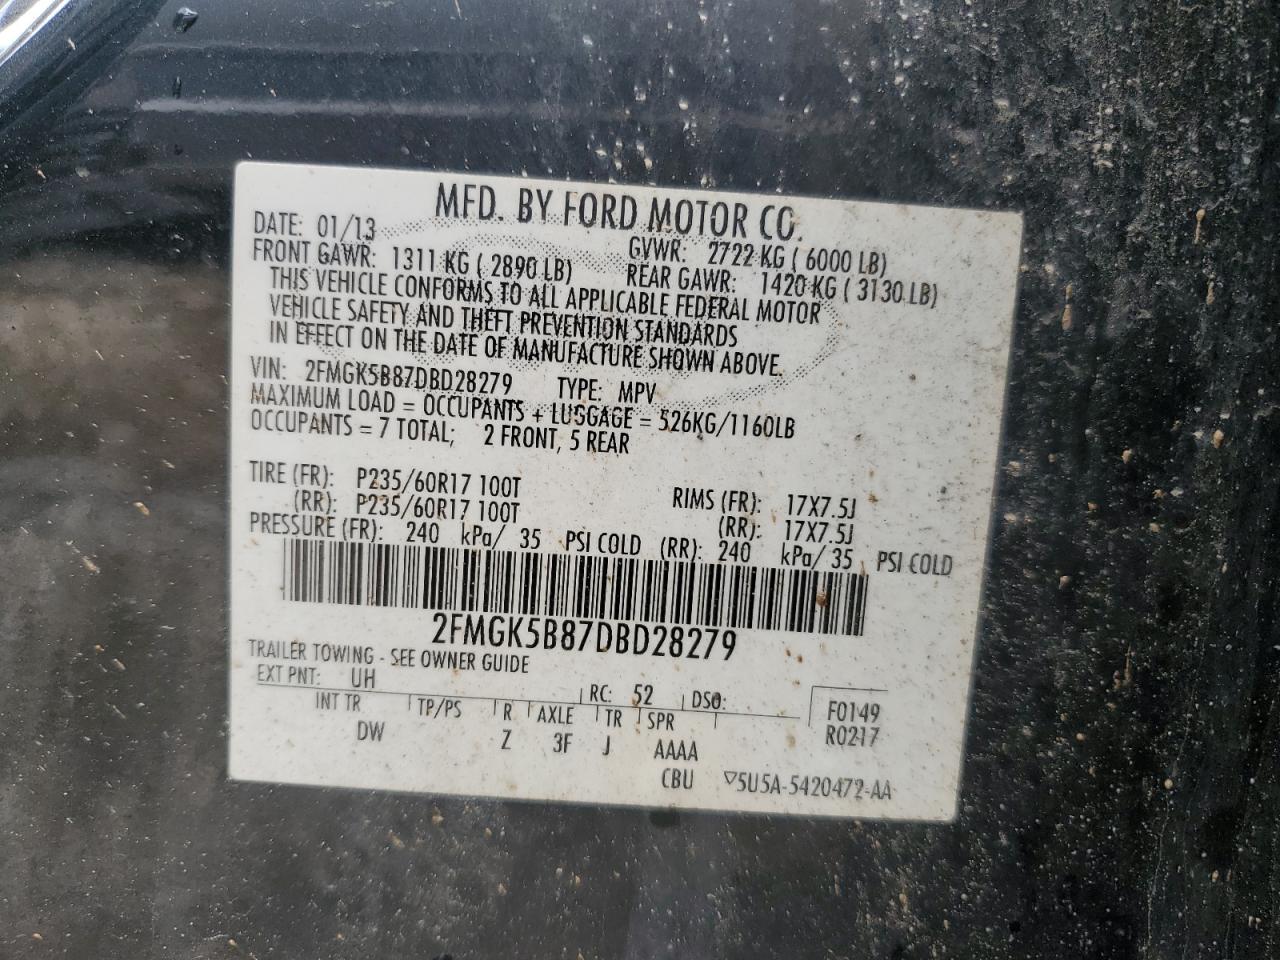 MFD. BY FORD MOTOR CO.
DATE: 01/13 GVWR: 2722 KG ( 6000 LB)
FRONT GAWR: 1311 KG ( 2890 LB) REAR GAWR: 1420 KG ( 3130 LB)
THIS VEHICLE CONFORMS TO ALL APPLICABLE FEDERAL MOTOR
VEHICLE SAFETY AND THEFT PREVENTION STANDARDS
IN EFFECT ON THE DATE OF MANUFACTURE SHOWN ABOVE.
VIN: 2FMGK5B87DBD28279 TYPE: MPV
MAXIMUM LOAD = OCCUPANTS + LUGGAGE = 526KG/1160LB
OCCUPANTS = 7 TOTAL; 2 FRONT, 5 REAR
TIRE (FR): P235/60R17 100T RIMS (FR): 17X7.5J
(RR): P235/60R17 100T (RR): 17X7.5J
PRESSURE (FR): 240 kPa/ 35 PSI COLD (RR): 240 kPa/ 35 PSI COLD
2FMGK5B87DBD28279
TRAILER TOWING - SEE OWNER GUIDE
EXT PNT: UH RC: 52 DSO: F0149
INT TR TP/PS R AXLE TR SPR R0217
DW Z 3F J AAAA
CBU ▽5U5A-5420472-AA